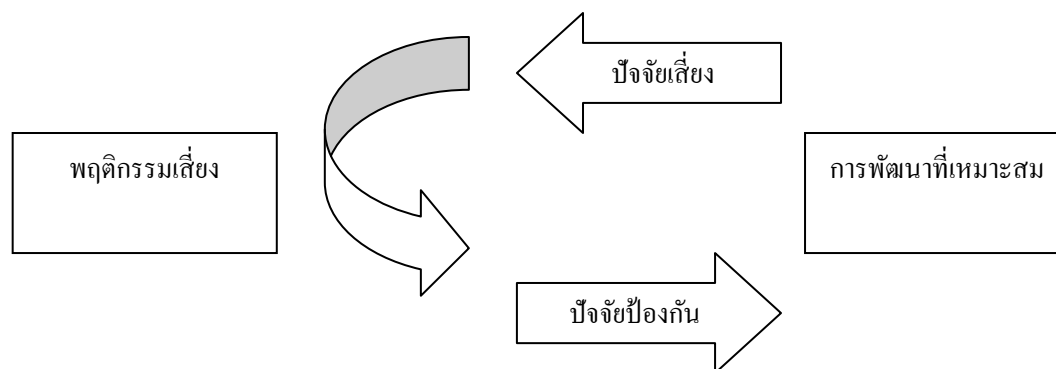 ปัจจัยเสี่ยง
พฤติกรรมเสี่ยง
การพัฒนาที่เหมาะสม
ปัจจัยป้องกัน